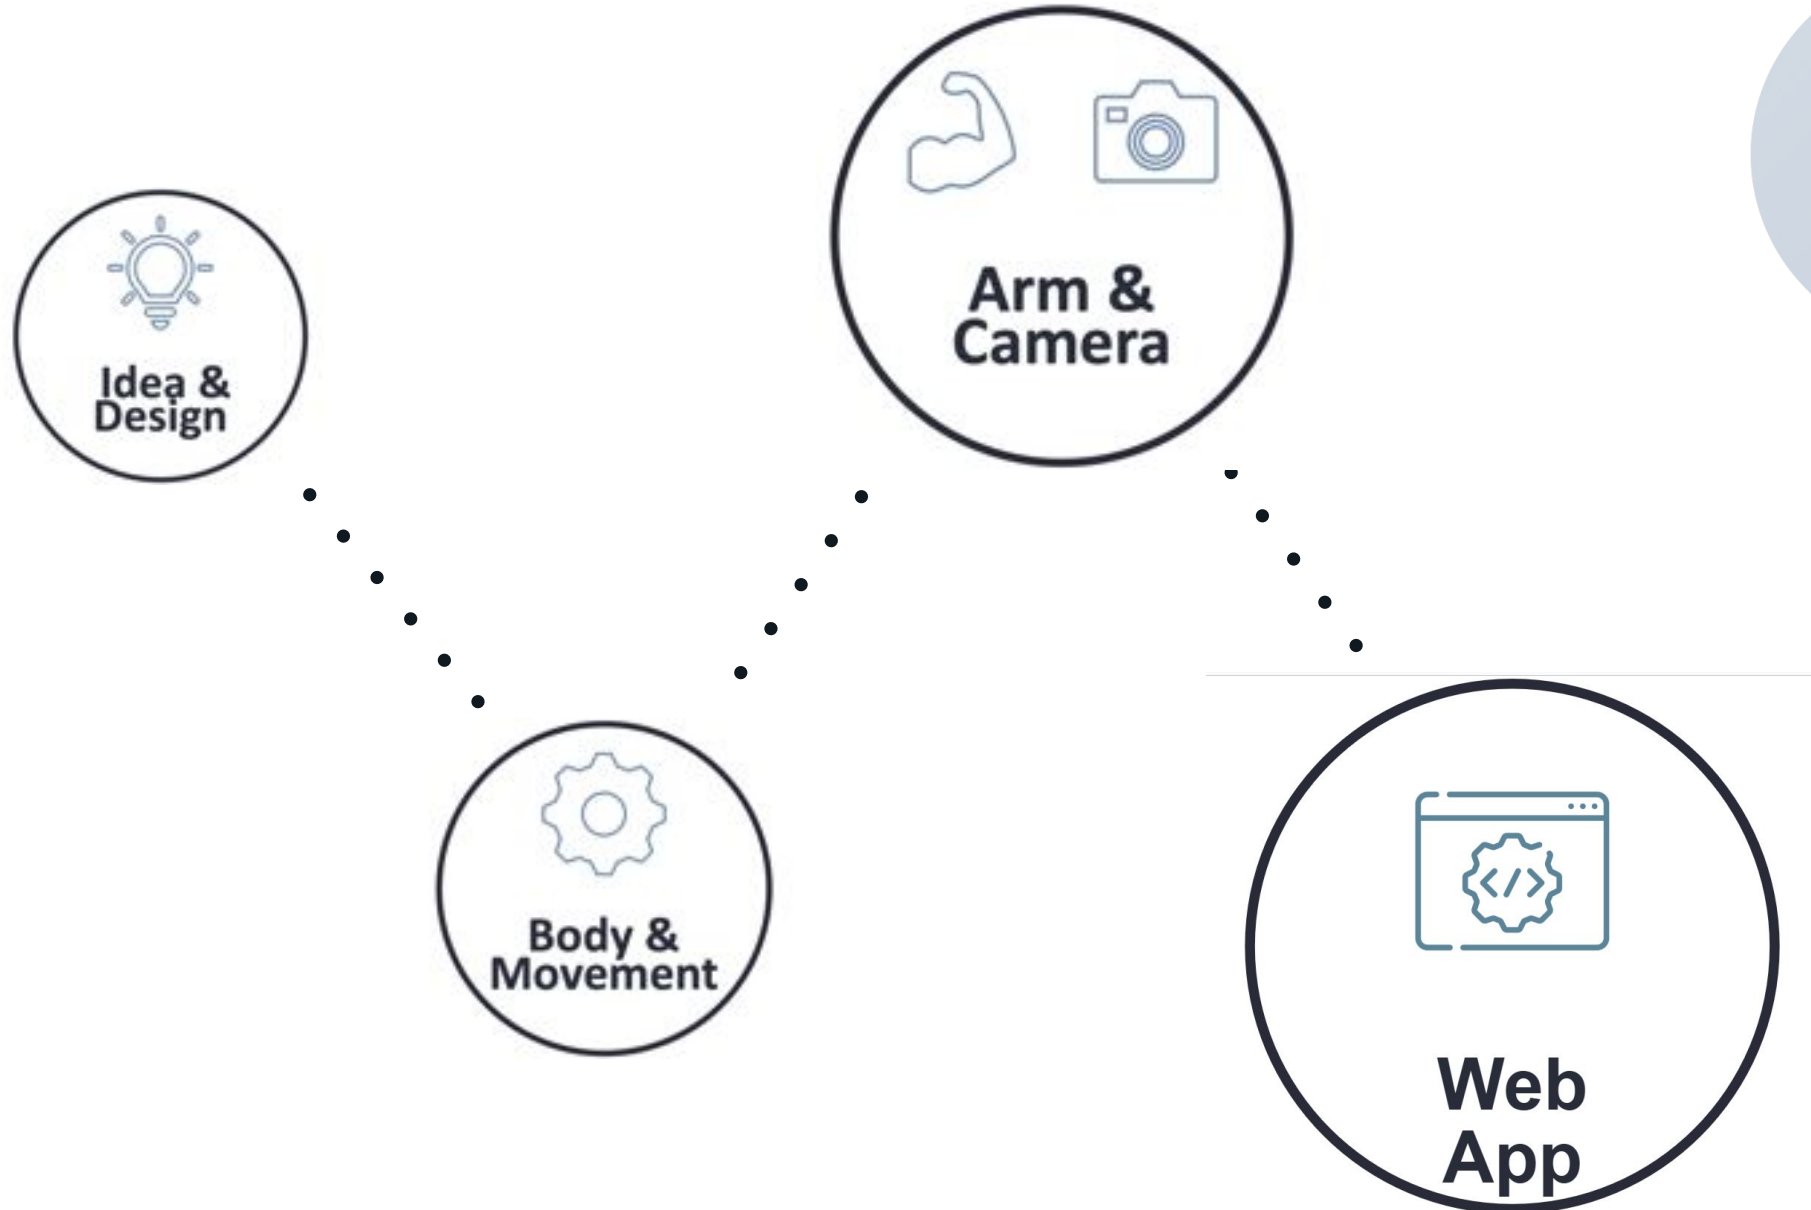 Idea &
Design
Body &
Movement
Arm &
Camera
</>
Web
App